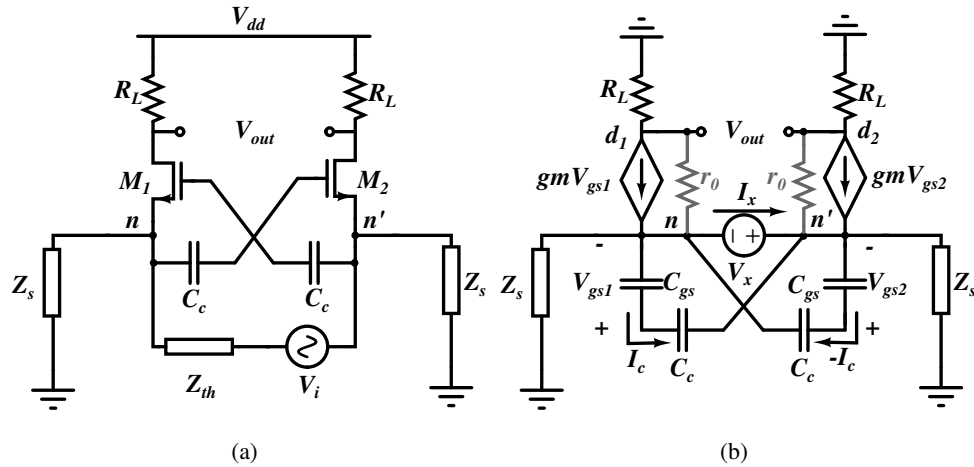 V_dd
R_L R_L
V_out
M_1 M_2
n n'
Z_s C_c C_c Z_s
Z_th V_i
(a)
R_L R_L
d_1 V_out d_2
gmV_gs1 r_0 r_0 gmV_gs2
I_x
- n - + n' -
V_x
Z_s V_gs1 C_gs C_gs V_gs2 Z_s
+ +
I_c C_c C_c -I_c
(b)